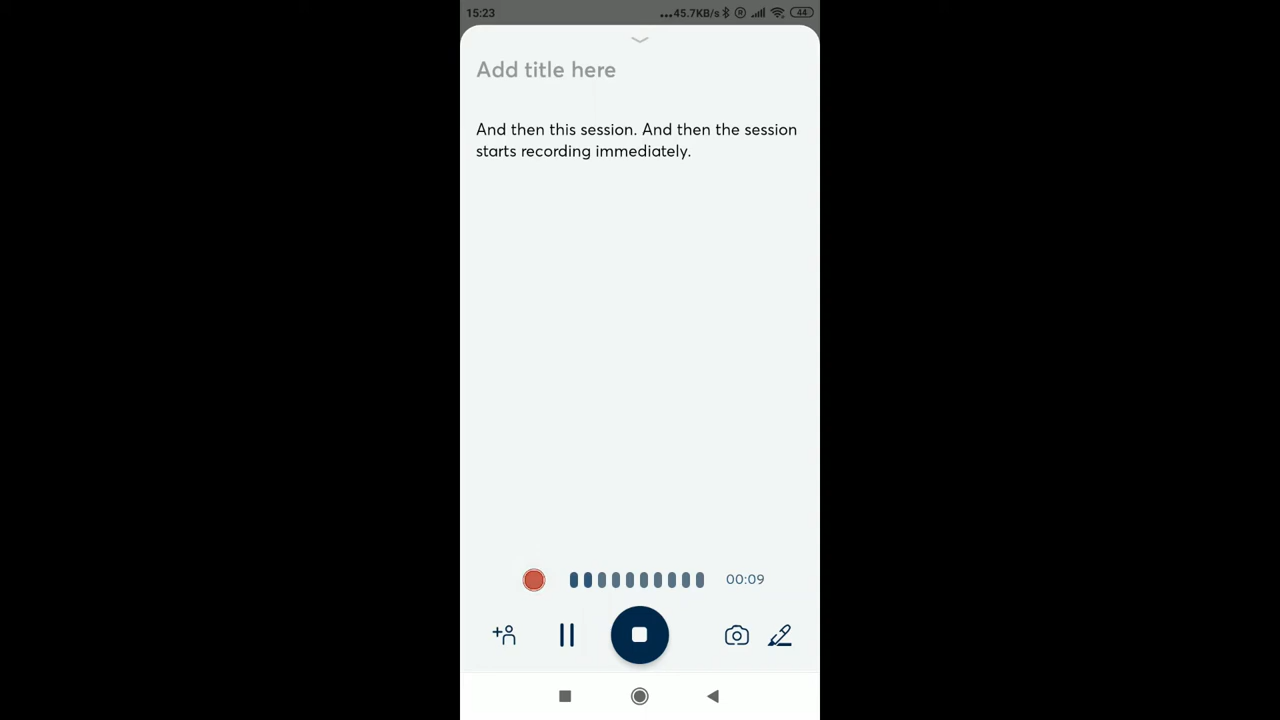 15:23 ...45.7KB/s 44
Add title here
And then this session. And then the session
starts recording immediately.
00:09